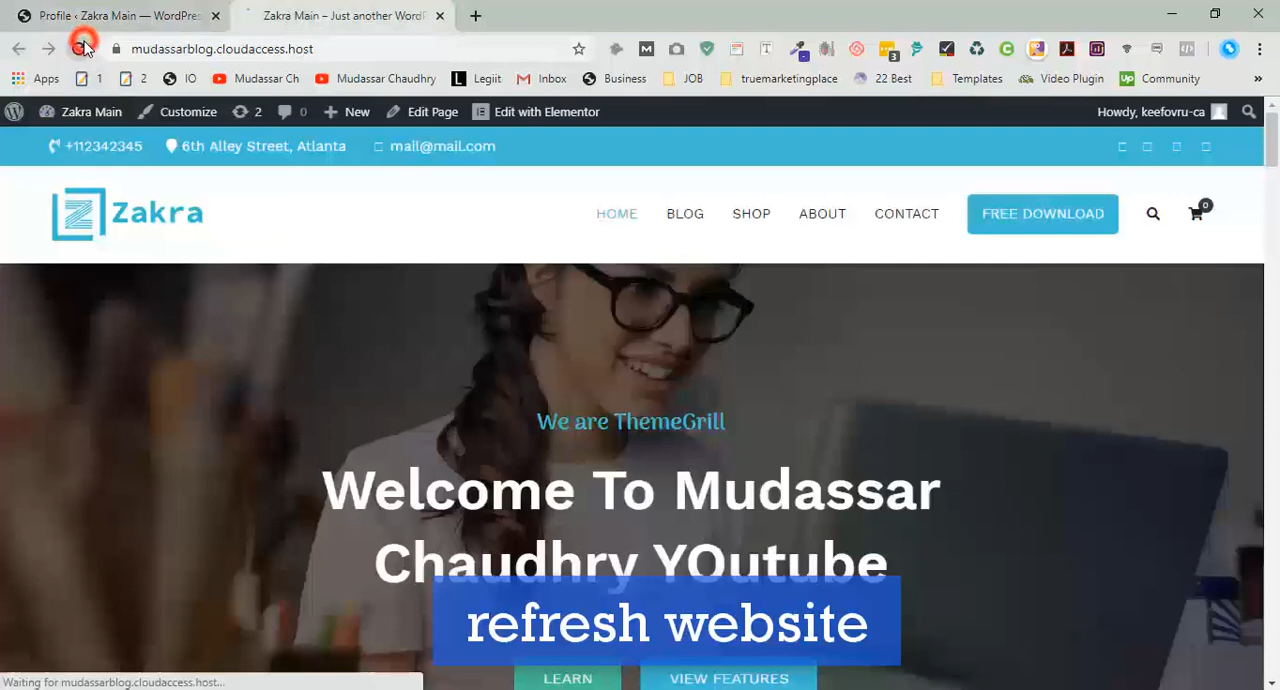 Profile ‹ Zakra Main — WordPres
Zakra Main – Just another WordP
mudassarblog.cloudaccess.host
Apps 1 2 IO Mudassar Ch Mudassar Chaudhry Legiit Inbox Business JOB truemarketingplace 22 Best Templates Video Plugin Community »
Zakra Main Customize 2 0 New Edit Page Edit with Elementor Howdy, keefovru-ca
+112342345 6th Alley Street, Atlanta mail@mail.com
Zakra HOME BLOG SHOP ABOUT CONTACT FREE DOWNLOAD 0
We are ThemeGrill
Welcome To Mudassar
Chaudhry YOutube
refresh website
LEARN VIEW FEATURES
Waiting for mudassarblog.cloudaccess.host...